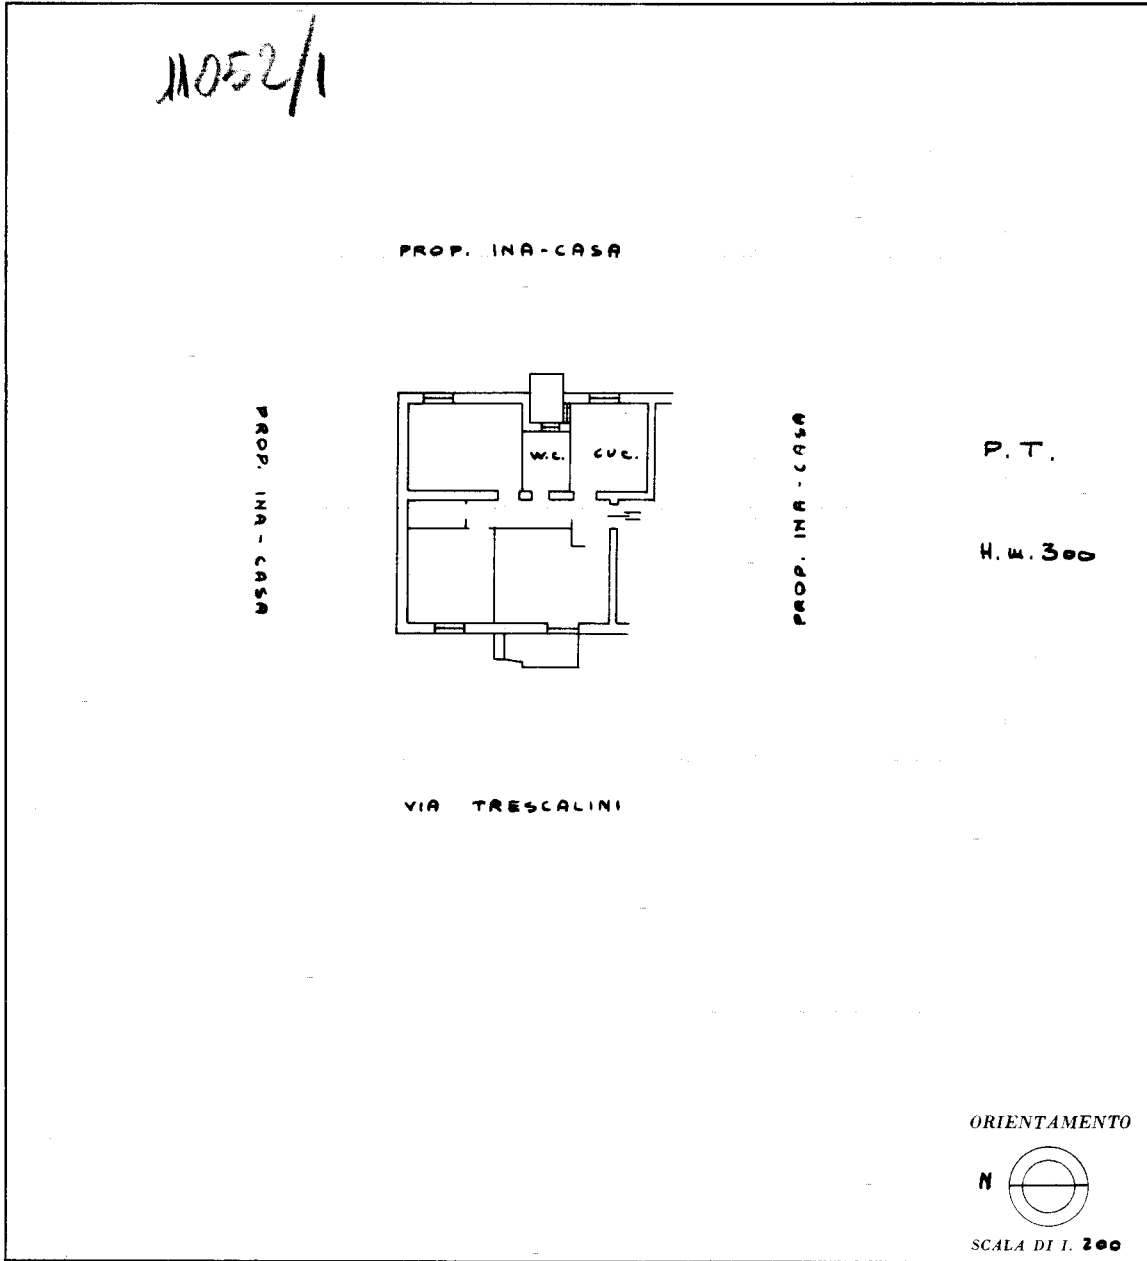 11052/1
PROP. INA-CASA
PROP. INA-CASA
W.C.
CUC.
PROP. INA-CASA
P.T.
H.M. 300
VIA TRESCALINI
ORIENTAMENTO
N
SCALA DI 1. 200